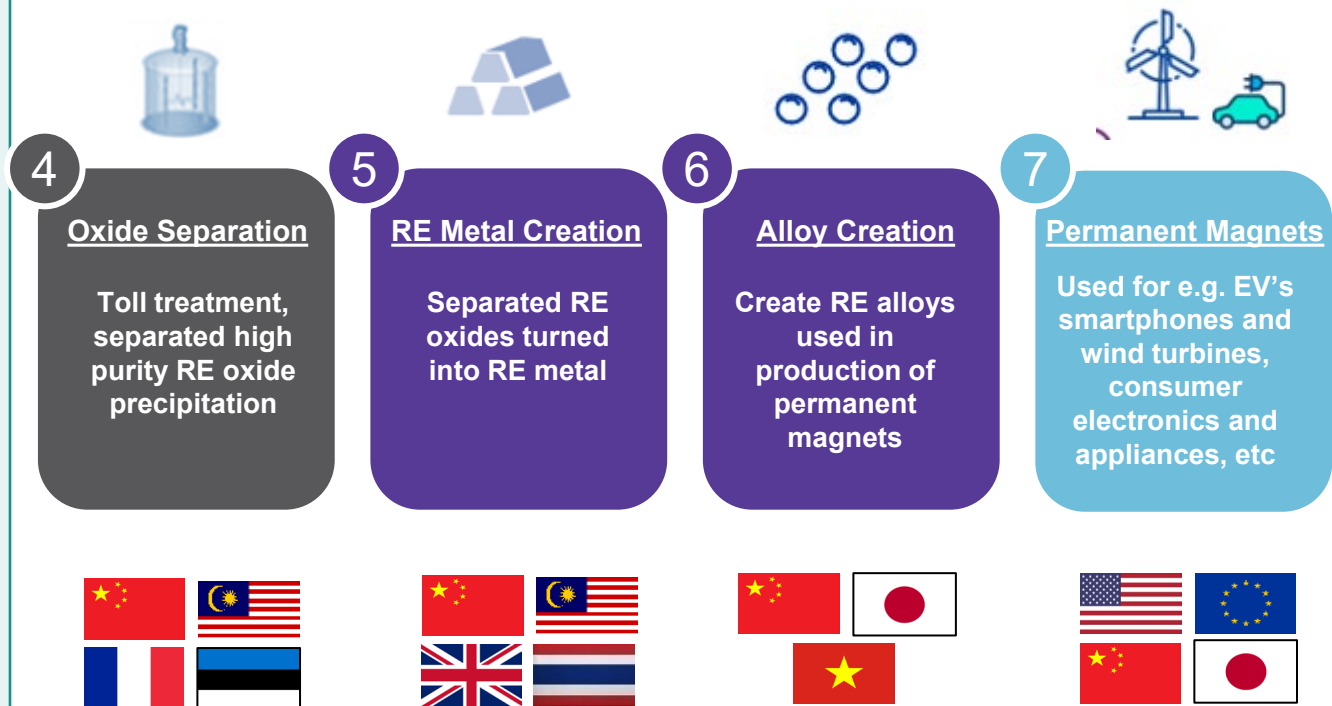 4
Oxide Separation
Toll treatment,
separated high
purity RE oxide
precipitation
5
RE Metal Creation
Separated RE
oxides turned
into RE metal
6
Alloy Creation
Create RE alloys
used in
production of
permanent
magnets
7
Permanent Magnets
Used for e.g. EV’s
smartphones and
wind turbines,
consumer
electronics and
appliances, etc